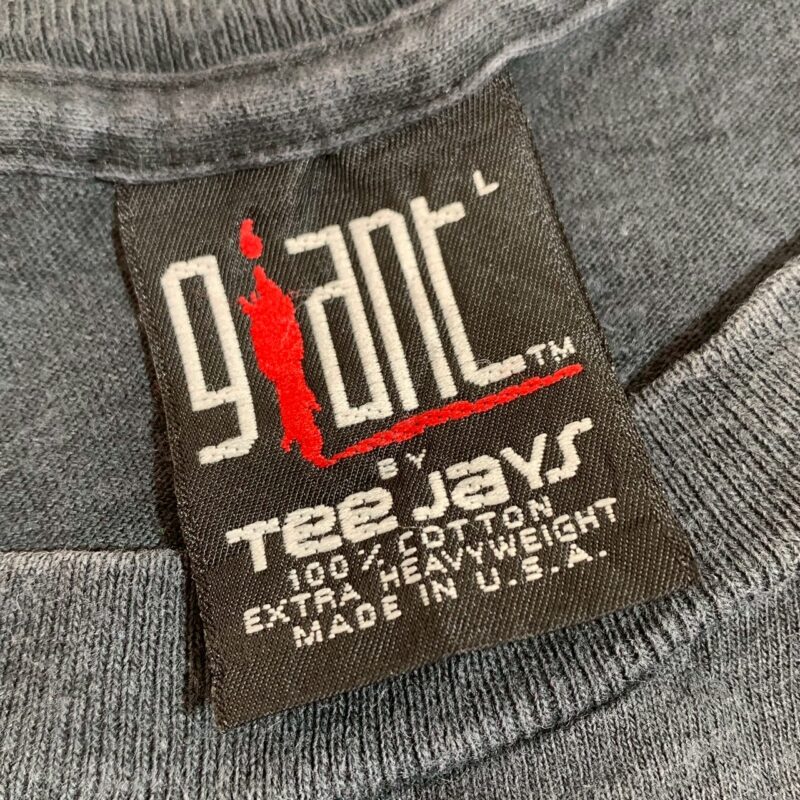 giant L
TM
BY
Tee Jays
100% COTTON
EXTRA HEAVYWEIGHT
MADE IN U.S.A.